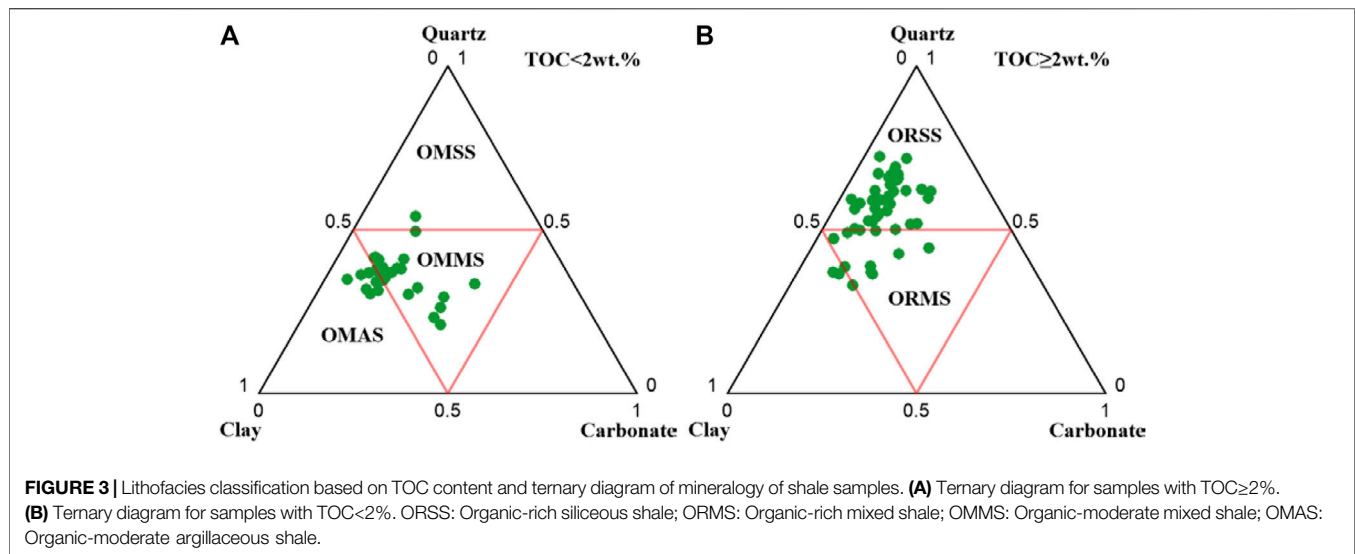 A
Quartz
0 1
TOC<2wt.%
OMSS
0.5
0.5
OMMS
OMAS
1
0
0
0.5
1
Clay
Carbonate
B
Quartz
0 1
TOC≥2wt.%
ORSS
0.5
0.5
ORMS
1
0
0
0.5
1
Clay
Carbonate
FIGURE 3 | Lithofacies classification based on TOC content and ternary diagram of mineralogy of shale samples. (A) Ternary diagram for samples with TOC≥2%.
(B) Ternary diagram for samples with TOC<2%. ORSS: Organic-rich siliceous shale; ORMS: Organic-rich mixed shale; OMMS: Organic-moderate mixed shale; OMAS:
Organic-moderate argillaceous shale.